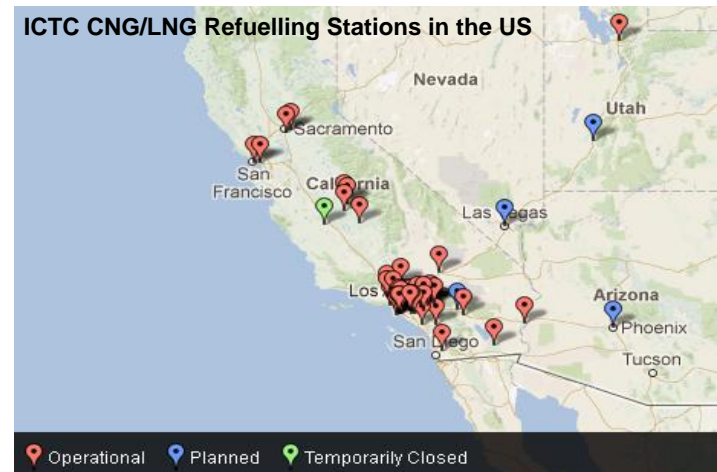 ICTC CNG/LNG Refuelling Stations in the US
Nevada
Utah
Sacramento
San
Francisco
California
Las Vegas
Los
Arizona
Phoenix
San Diego
Tucson
Operational
Planned
Temporarily Closed